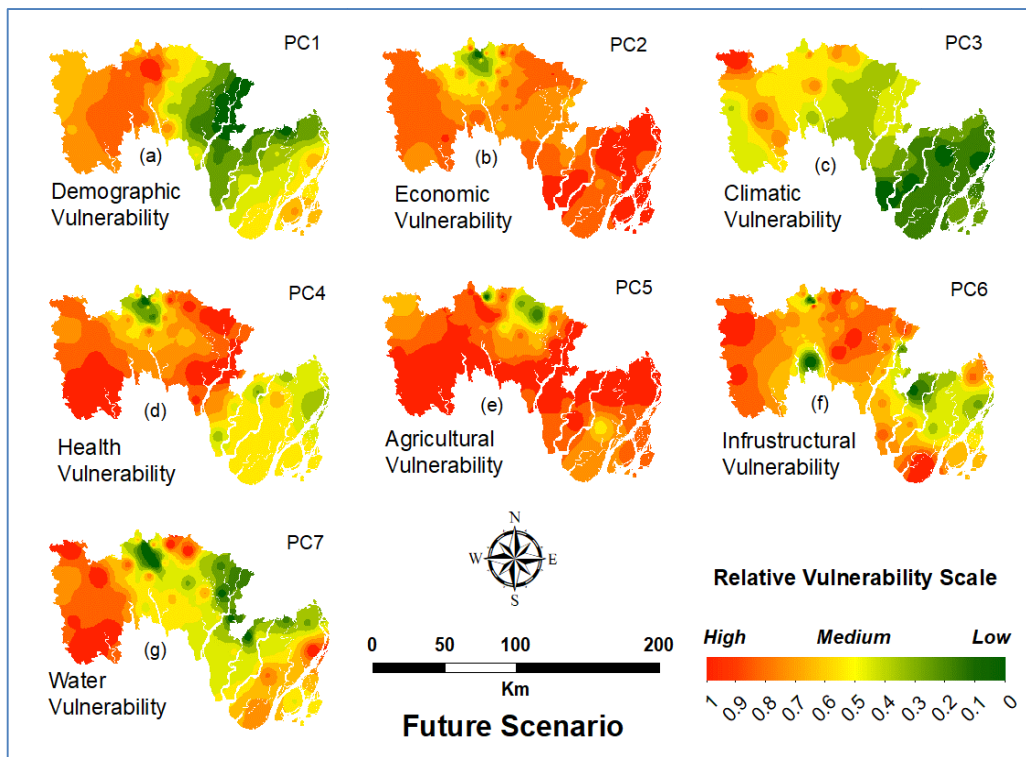 PC1
(a)
Demographic
Vulnerability
PC2
(b)
Economic
Vulnerability
PC3
(c)
Climatic
Vulnerability
PC4
(d)
Health
Vulnerability
PC5
(e)
Agricultural
Vulnerability
PC6
(f)
Infrustructural
Vulnerability
PC7
(g)
Water
Vulnerability
N
W E
S
0 50 100 200
Km
Future Scenario
Relative Vulnerability Scale
High Medium Low
1 0.9 0.8 0.7 0.6 0.5 0.4 0.3 0.2 0.1 0